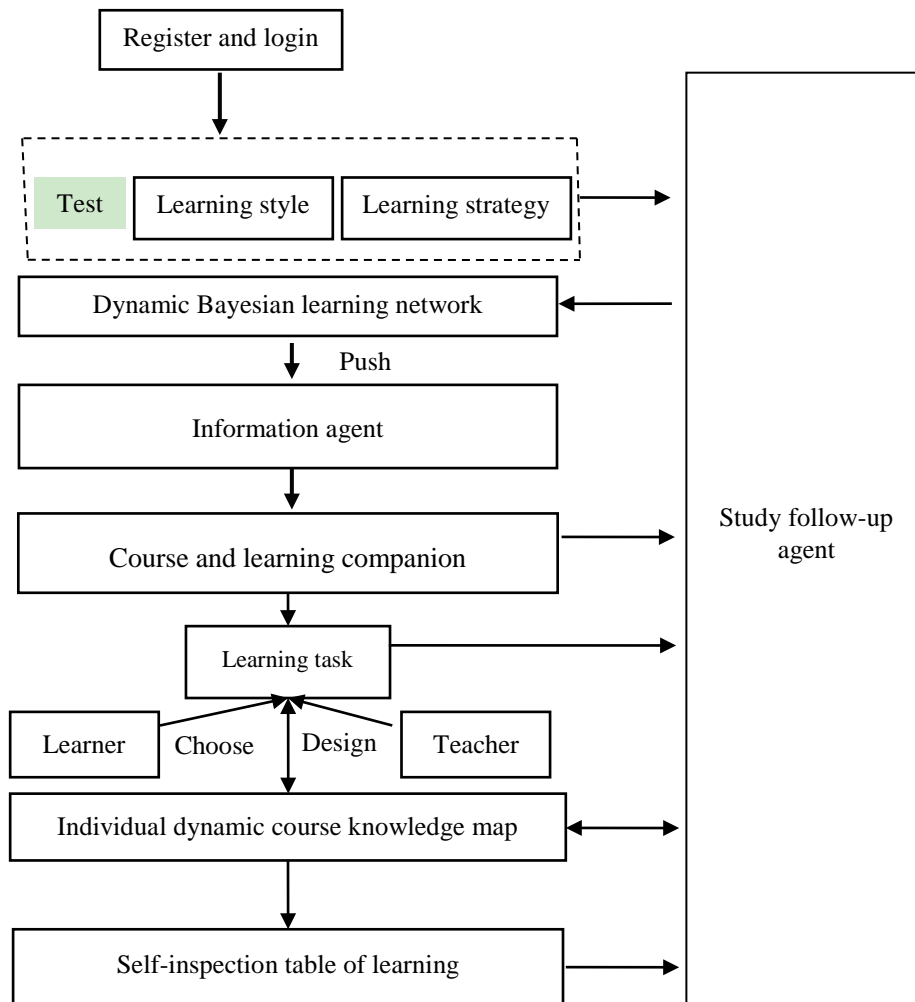 Register and login
Test
Learning style
Learning strategy
Dynamic Bayesian learning network
Push
Information agent
Study follow-up
agent
Course and learning companion
Learning task
Learner
Choose
Design
Teacher
Individual dynamic course knowledge map
Self-inspection table of learning